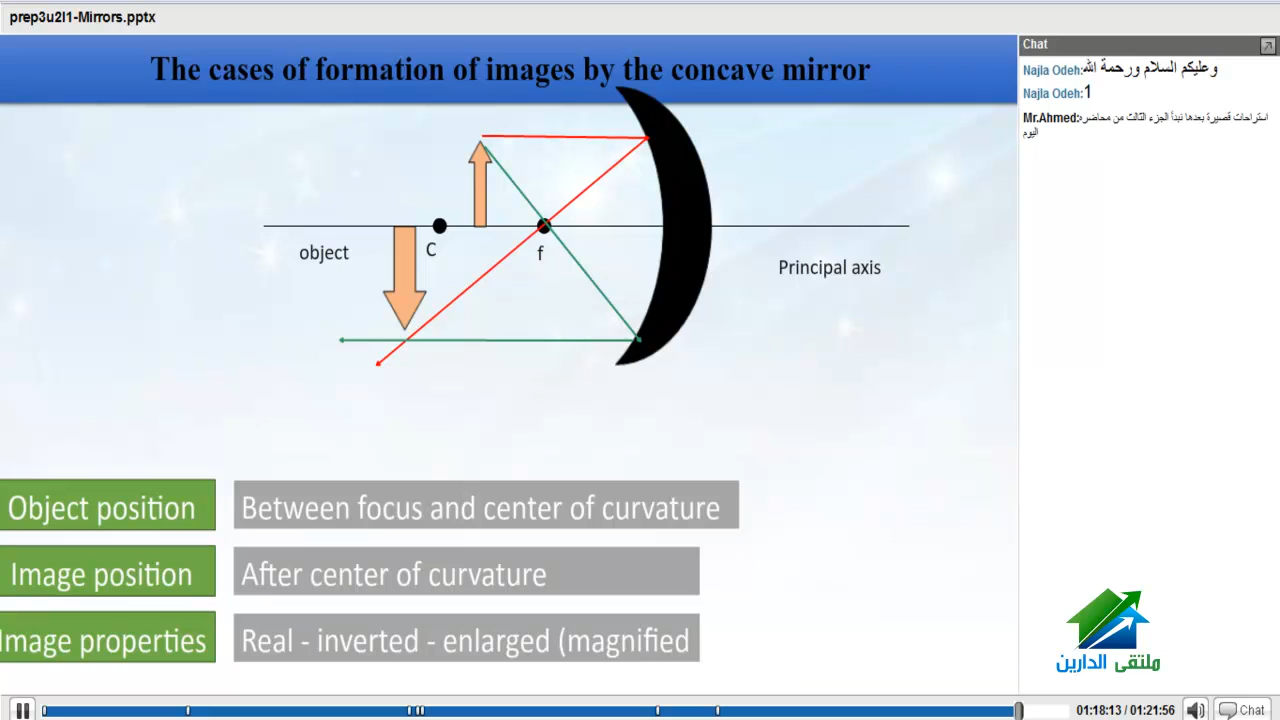 prep3u2l1-Mirrors.pptx
The cases of formation of images by the concave mirror
object
C
f
Principal axis
Object position
Between focus and center of curvature
Image position
After center of curvature
Image properties
Real - inverted - enlarged (magnified
Chat
Najla Odeh: وعليكم السلام ورحمة الله
Najla Odeh: 1
Mr.Ahmed: استراحات قصيرة بعدها نبدأ الجزء الثالث من محاضره
اليوم
ملتقى الدارين
01:18:13 / 01:21:56
Chat